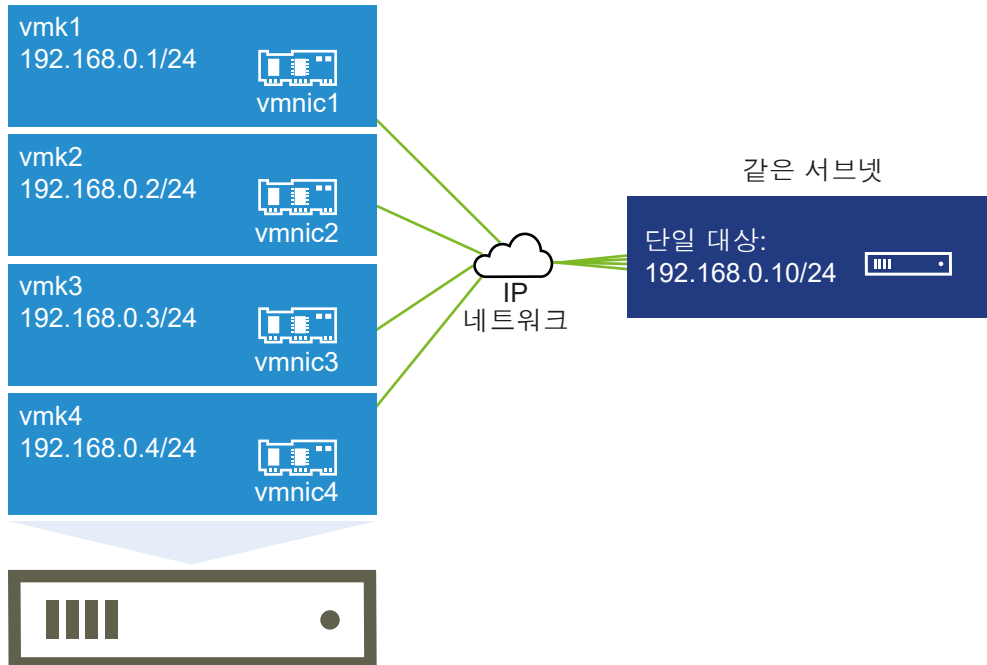 vmk1
192.168.0.1/24
vmnic1
vmk2
192.168.0.2/24
vmnic2
vmk3
192.168.0.3/24
vmnic3
vmk4
192.168.0.4/24
vmnic4
IP
네트워크
같은 서브넷
단일 대상:
192.168.0.10/24